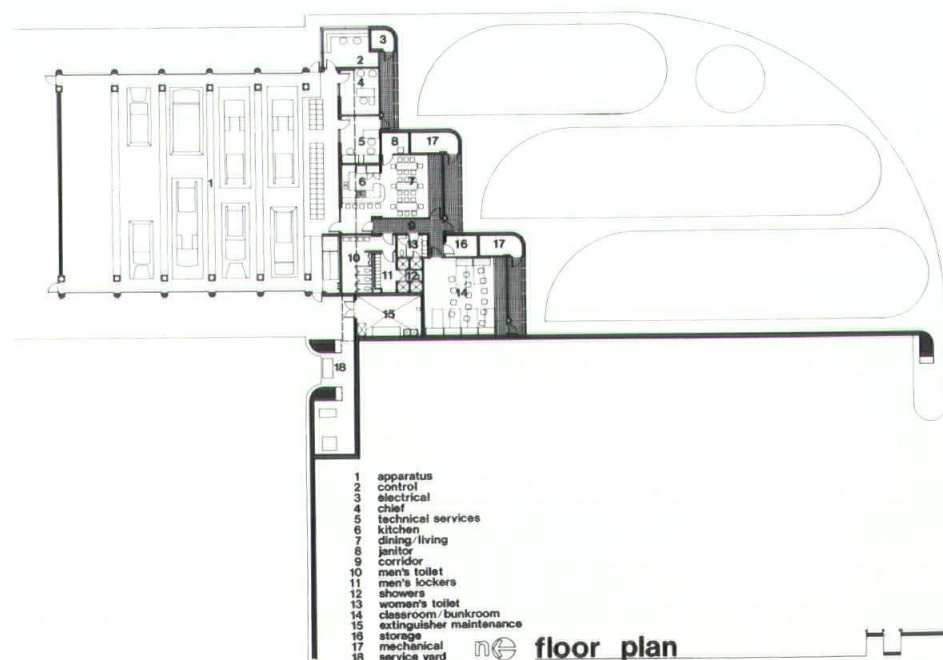 3
2
4
5
8
17
6
7
1
9
13
16
17
10
11
12
14
15
18
1 apparatus
2 control
3 electrical
4 chief
5 technical services
6 kitchen
7 dining/living
8 janitor
9 corridor
10 men's toilet
11 men's lockers
12 showers
13 women's toilet
14 classroom/bunkroom
15 extinguisher maintenance
16 storage
17 mechanical
18 service yard
n floor plan